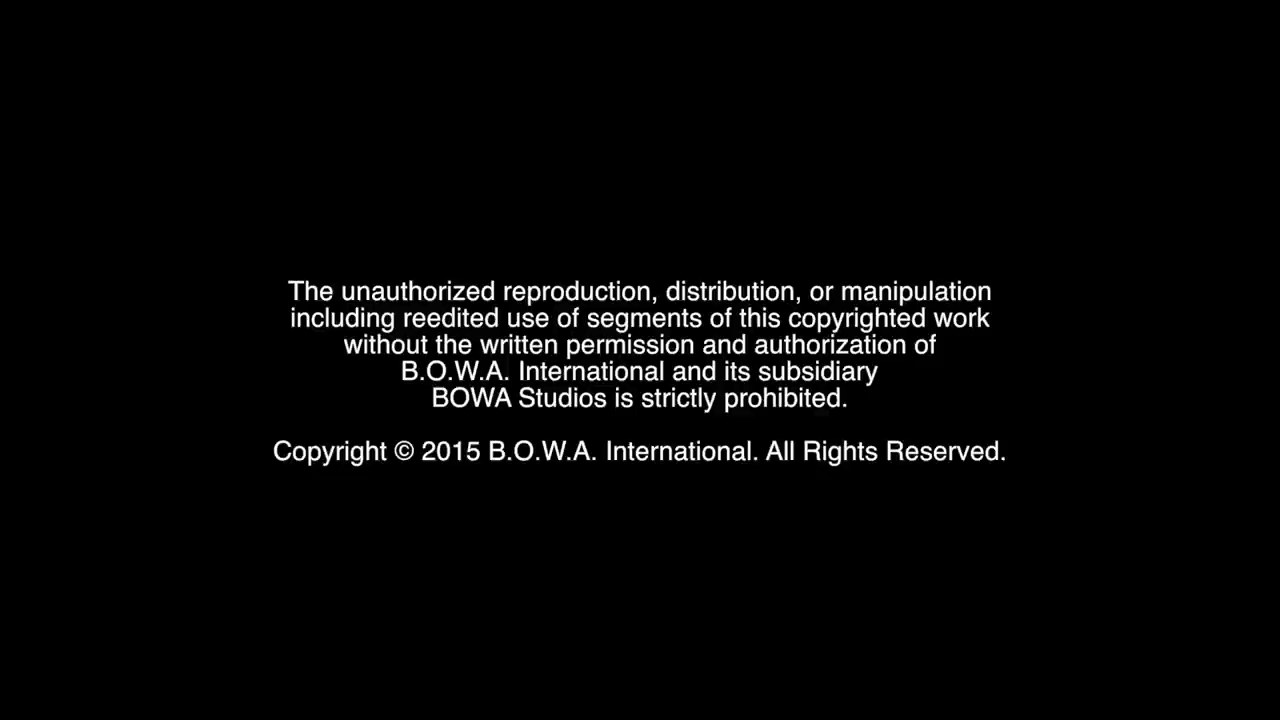 The unauthorized reproduction, distribution, or manipulation
including reedited use of segments of this copyrighted work
without the written permission and authorization of
B.O.W.A. International and its subsidiary
BOWA Studios is strictly prohibited.
Copyright © 2015 B.O.W.A. International. All Rights Reserved.